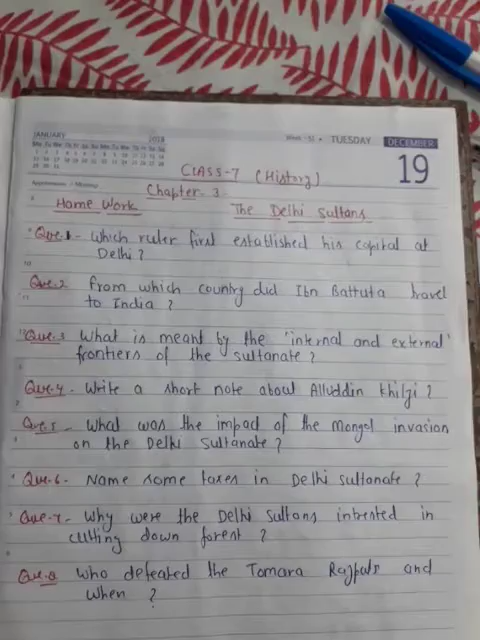 JANUARY 2018
Week - 51 • TUESDAY DECEMBER
19
CLASS-7 (History)
Appointments / Meetings
Chapter-3
Home Work The Delhi Sultans
Que.1- Which ruler first established his capital at
Delhi?
Que.2 From which country did Ibn Battuta travel
to India ?
Que.3 What is meant by the 'internal and external'
frontiers of the sultanate ?
Que.4- Write a short note about Alluddin Khilji ?
Que.5- What was the impact of the Mongol invasion
on the Delhi Sultanate ?
Que-6- Name some taxes in Delhi sultanate ?
Que-7- Why were the Delhi sultans intrested in
cutting down forest ?
Que.8 Who defeated the Tomara Rajputs and
when ?